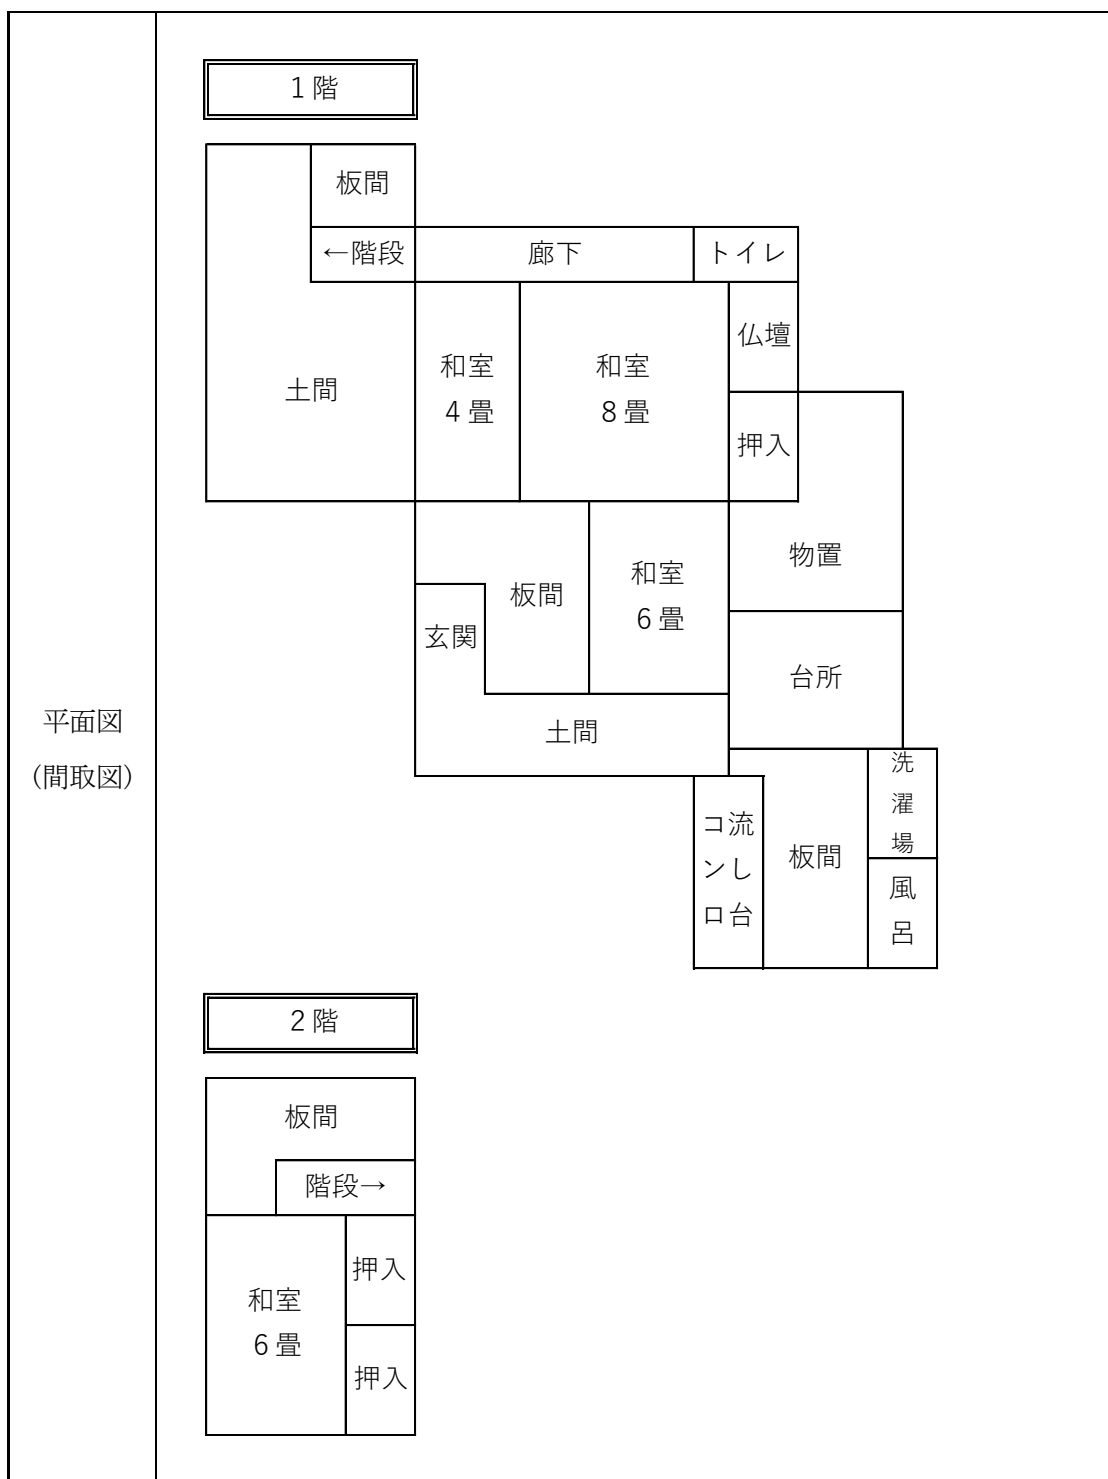 平面図
(間取図)
1階
板間
←階段
廊下
トイレ
土間
和室
4畳
和室
8畳
仏壇
押入
物置
板間
和室
6畳
玄関
台所
土間
流し台
コンロ
板間
洗濯場
風呂
2階
板間
階段→
和室
6畳
押入
押入